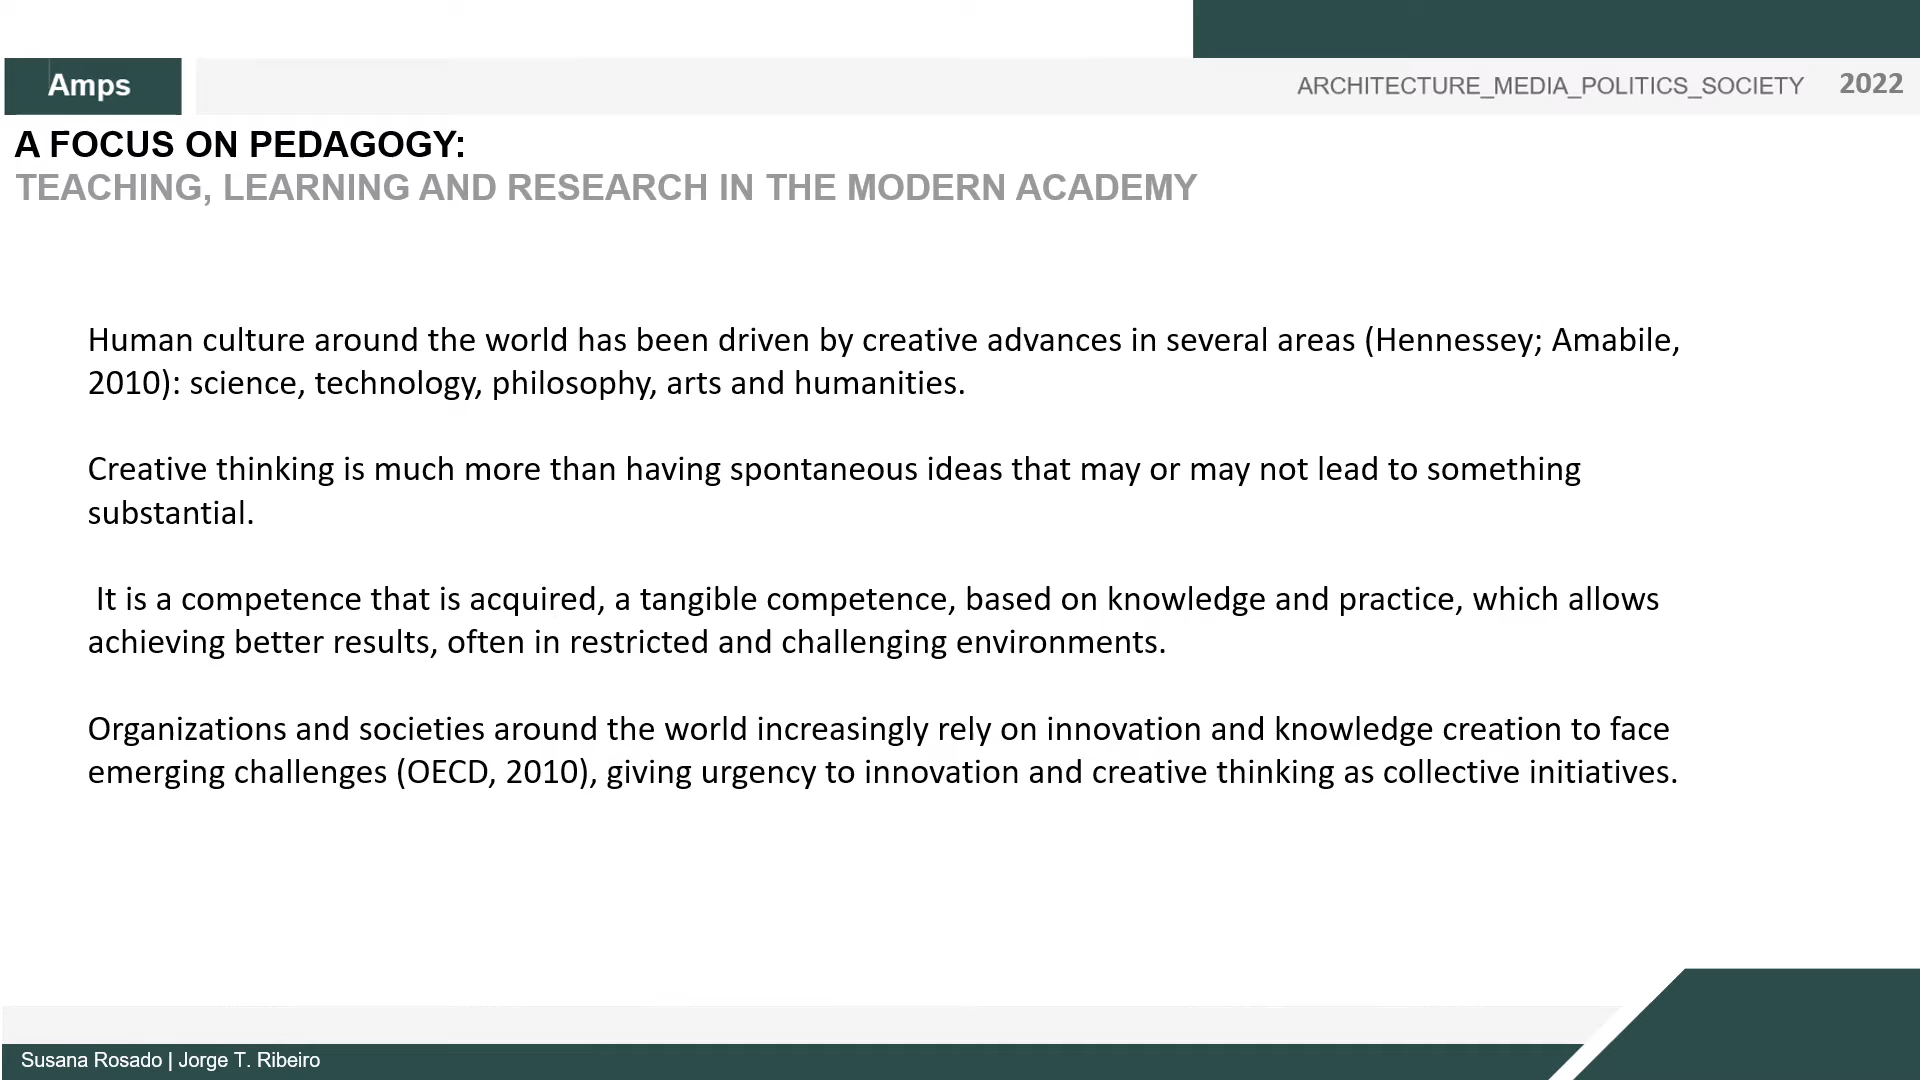 Amps
ARCHITECTURE_MEDIA_POLITICS_SOCIETY 2022
A FOCUS ON PEDAGOGY:
TEACHING, LEARNING AND RESEARCH IN THE MODERN ACADEMY
Human culture around the world has been driven by creative advances in several areas (Hennessey; Amabile,
2010): science, technology, philosophy, arts and humanities.
Creative thinking is much more than having spontaneous ideas that may or may not lead to something
substantial.
It is a competence that is acquired, a tangible competence, based on knowledge and practice, which allows
achieving better results, often in restricted and challenging environments.
Organizations and societies around the world increasingly rely on innovation and knowledge creation to face
emerging challenges (OECD, 2010), giving urgency to innovation and creative thinking as collective initiatives.
Susana Rosado | Jorge T. Ribeiro